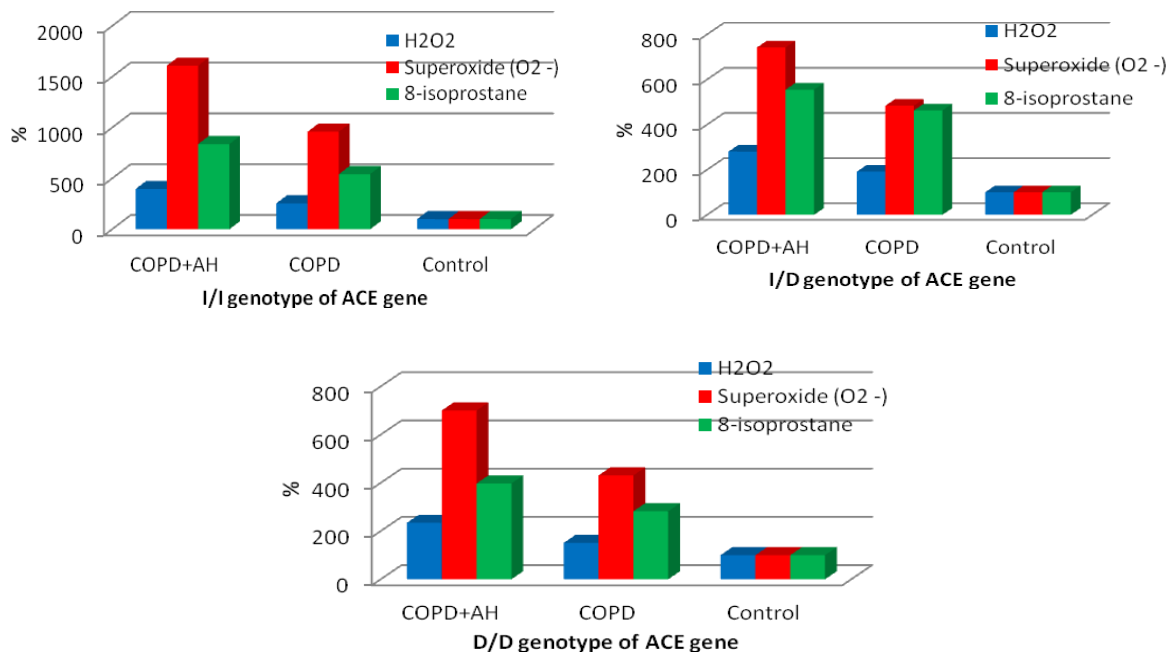 2000
1500
1000
500
0
%
H2O2
Superoxide (O2 -)
8-isoprostane
COPD+AH COPD Control
I/I genotype of ACE gene
800
600
400
200
0
%
H2O2
Superoxide (O2 -)
8-isoprostane
COPD+AH COPD Control
I/D genotype of ACE gene
800
600
400
200
0
%
H2O2
Superoxide (O2 -)
8-isoprostane
COPD+AH COPD Control
D/D genotype of ACE gene